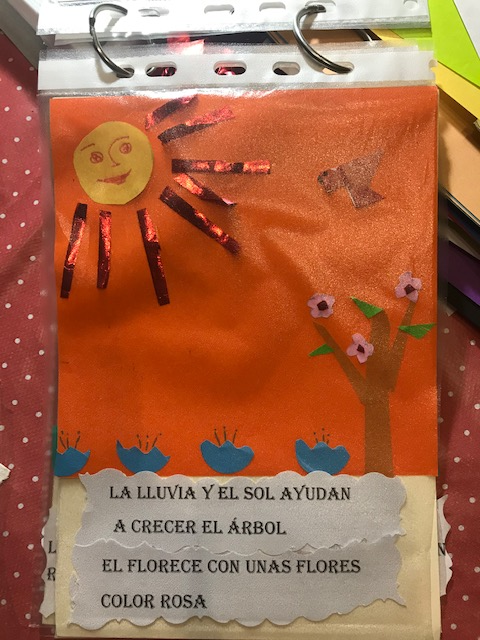 LA LLUVIA Y EL SOL AYUDAN
A CRECER EL ÁRBOL
EL FLORECE CON UNAS FLORES
COLOR ROSA